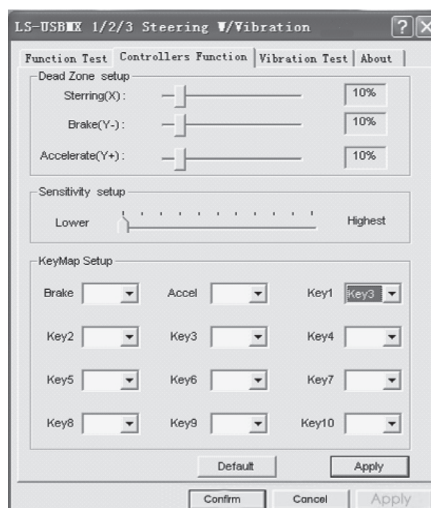 LS-USBMX 1/2/3 Steering W/Vibration
Function Test Controllers Function Vibration Test About
Dead Zone setup
Sterring(X): 10%
Brake(Y-): 10%
Accelerate(Y+): 10%
Sensitivity setup
Lower Highest
KeyMap Setup
Brake Accel Key1 Key3
Key2 Key3 Key4
Key5 Key6 Key7
Key8 Key9 Key10
Default Apply
Confirm Cancel Apply